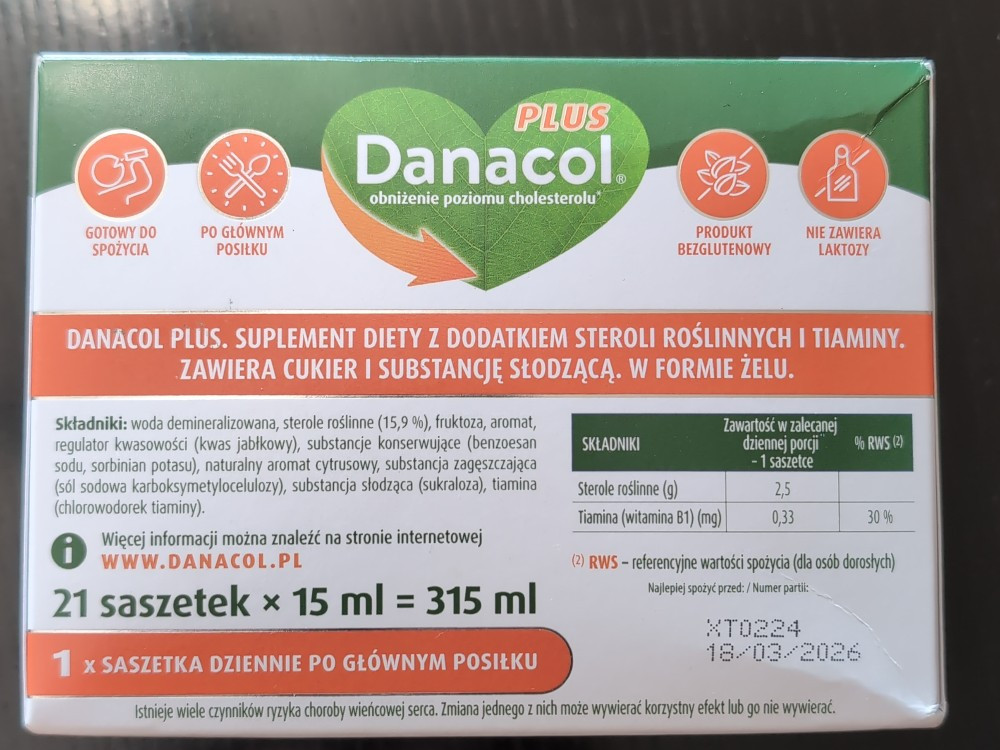 PLUS
Danacol®
obniżenie poziomu cholesterolu*
GOTOWY DO
SPOŻYCIA
PO GŁÓWNYM
POSIŁKU
PRODUKT
BEZGLUTENOWY
NIE ZAWIERA
LAKTOZY
DANACOL PLUS. SUPLEMENT DIETY Z DODATKIEM STEROLI ROŚLINNYCH I TIAMINY.
ZAWIERA CUKIER I SUBSTANCJĘ SŁODZĄCĄ. W FORMIE ŻELU.
Składniki: woda demineralizowana, sterole roślinne (15,9 %), fruktoza, aromat,
regulator kwasowości (kwas jabłkowy), substancje konserwujące (benzoesan
sodu, sorbinian potasu), naturalny aromat cytrusowy, substancja zagęszczająca
(sól sodowa karboksymetylocelulozy), substancja słodząca (sukraloza), tiamina
(chlorowodorek tiaminy).
i Więcej informacji można znaleźć na stronie internetowej
WWW.DANACOL.PL
21 saszetek × 15 ml = 315 ml
1 x SASZETKA DZIENNIE PO GŁÓWNYM POSIŁKU
SKŁADNIKI Zawartość w zalecanej dziennej porcji** - 1 saszetce % RWS (2)
Sterole roślinne (g) 2,5
Tiamina (witamina B1) (mg) 0,33 30 %
(2) RWS – referencyjne wartości spożycia (dla osób dorosłych)
Najlepiej spożyć przed: / Numer partii:
XT0224
18/03/2026
Istnieje wiele czynników ryzyka choroby wieńcowej serca. Zmiana jednego z nich może wywierać korzystny efekt lub go nie wywierać.